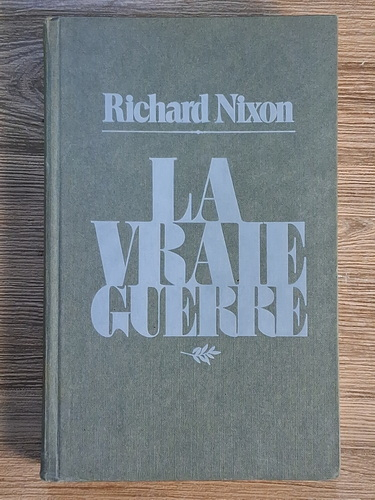 Richard Nixon
LA
VRAIE
GUERRE